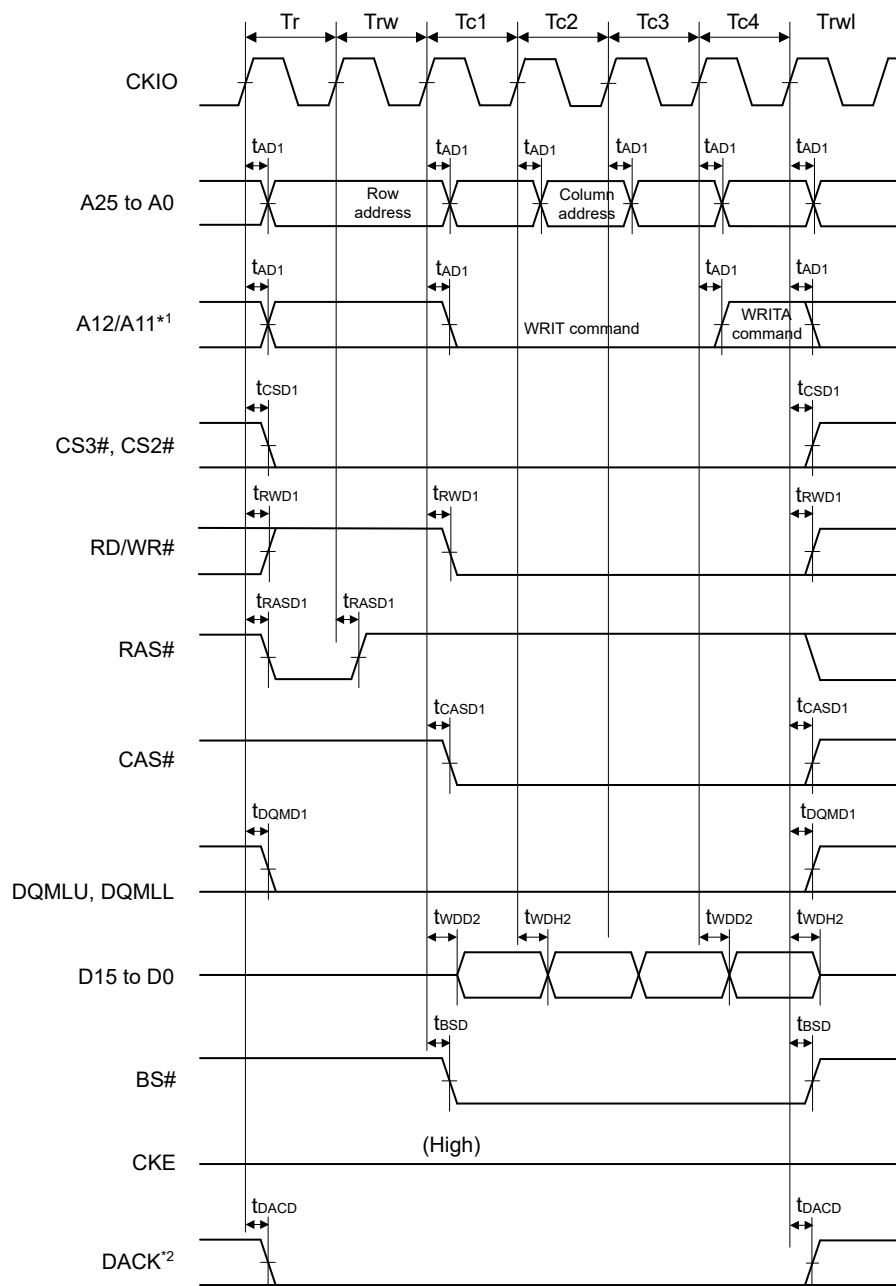 Tr Trw Tc1 Tc2 Tc3 Tc4 Trwl
CKIO
tAD1 tAD1 tAD1 tAD1 tAD1 tAD1
A25 to A0
Row
address
Column
address
tAD1 tAD1 tAD1 tAD1
A12/A11*1
WRIT command
WRITA
command
tCSD1 tCSD1
CS3#, CS2#
tRWD1 tRWD1 tRWD1
RD/WR#
tRASD1 tRASD1
RAS#
tCASD1 tCASD1
CAS#
tDQMD1 tDQMD1
DQMLU, DQMLL
tWDD2 tWDH2 tWDD2 tWDH2
D15 to D0
tBSD tBSD
BS#
(High)
CKE
tDACD tDACD
DACK*2